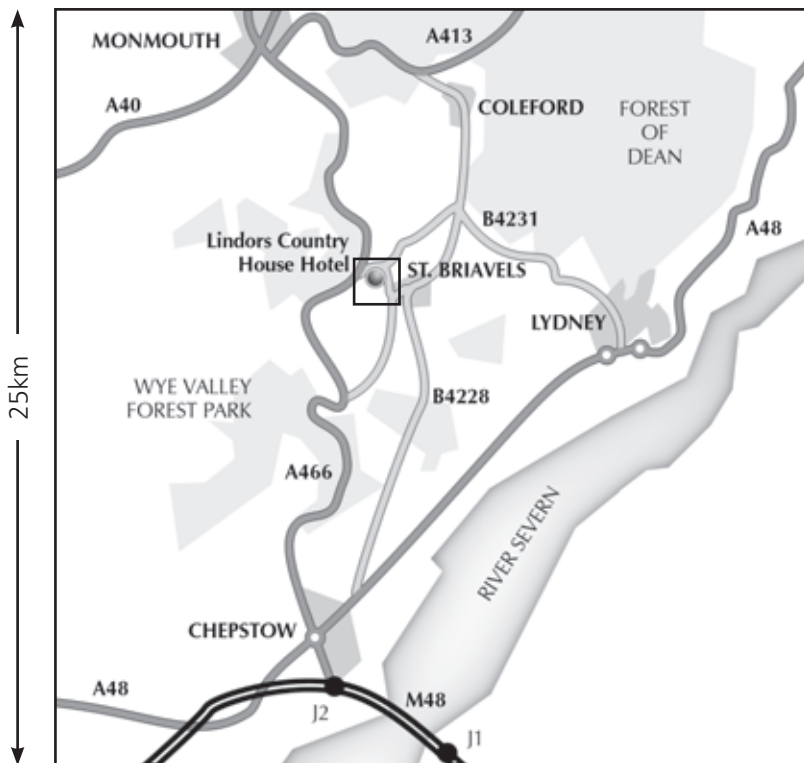 MONMOUTH
A413
A40
COLEFORD
FOREST
OF
DEAN
B4231
A48
Lindors Country
House Hotel
ST. BRIAVELS
LYDNEY
25km
WYE VALLEY
FOREST PARK
B4228
A466
RIVER SEVERN
CHEPSTOW
A48
M48
J2
J1